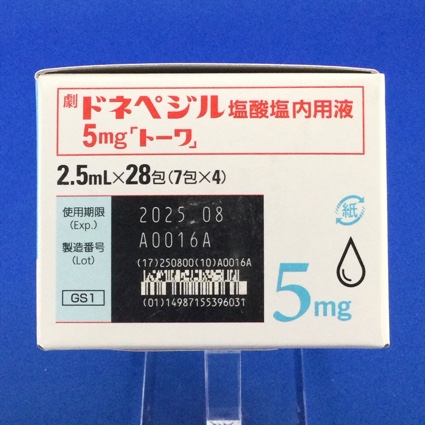 劇 ドネペジル 塩酸塩内用液
5mg「トーワ」
2.5mL×28包(7包×4)
使用期限 2025.08
(Exp.)
製造番号 A0016A
(Lot)
(17)250800(10)A0016A
GS1
(01)14987155396031
紙
5mg